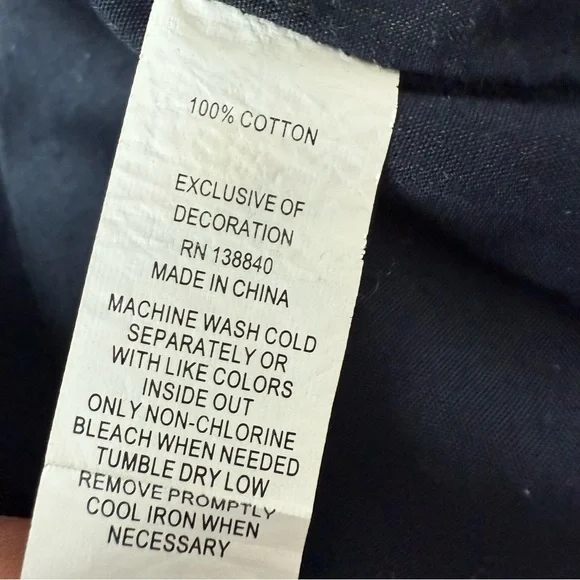 100% COTTON
EXCLUSIVE OF
DECORATION
RN 138840
MADE IN CHINA
MACHINE WASH COLD
SEPARATELY OR
WITH LIKE COLORS
INSIDE OUT
ONLY NON-CHLORINE
BLEACH WHEN NEEDED
TUMBLE DRY LOW
REMOVE PROMPTLY
COOL IRON WHEN
NECESSARY